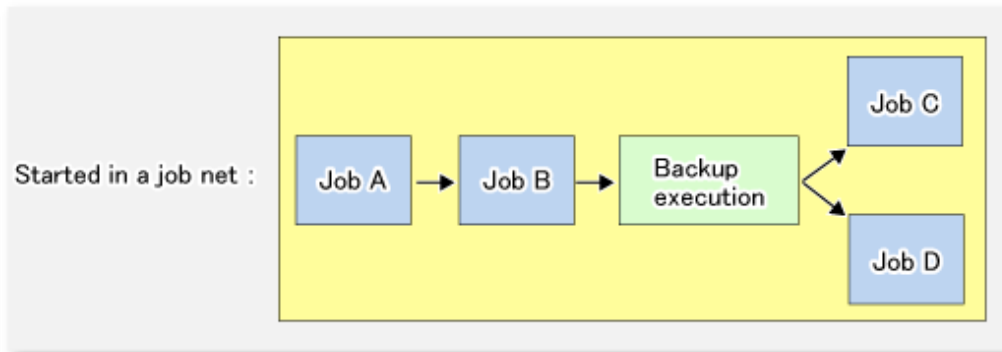 Started in a job net :
Job A
Job B
Backup
execution
Job C
Job D